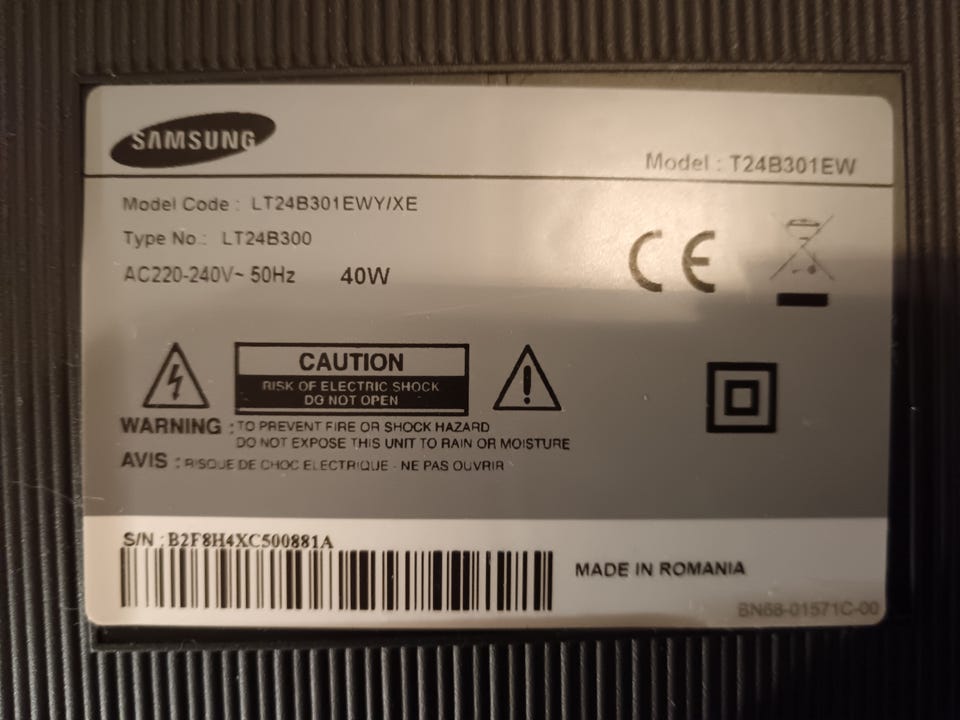 SAMSUNG
Model : T24B301EW
Model Code : LT24B301EWY/XE
Type No : LT24B300
AC220-240V~ 50Hz 40W
CE
CAUTION
RISK OF ELECTRIC SHOCK
DO NOT OPEN
WARNING : TO PREVENT FIRE OR SHOCK HAZARD
DO NOT EXPOSE THIS UNIT TO RAIN OR MOISTURE
AVIS : RISQUE DE CHOC ELECTRIQUE - NE PAS OUVRIR
S/N : B2F8H4XC500881A
MADE IN ROMANIA
BN68-01571C-00